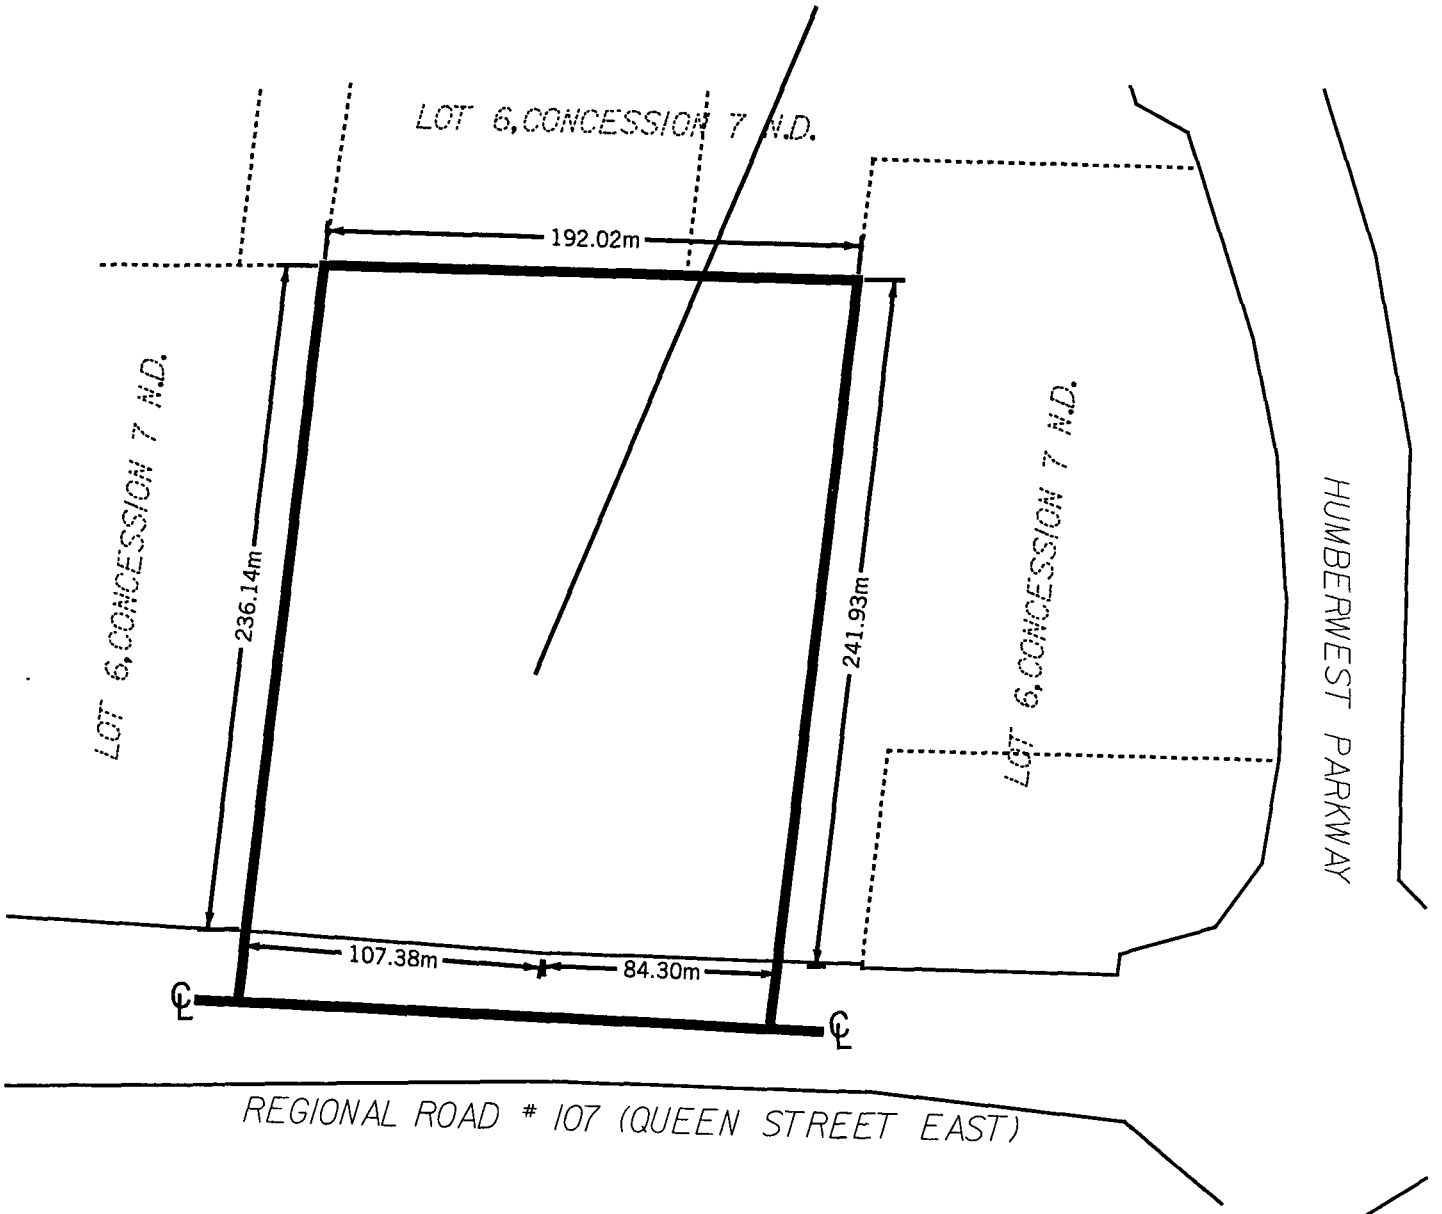 LOT 6, CONCESSION 7 N.D.
192.02m
LOT 6, CONCESSION 7 N.D.
236.14m
241.93m
LOT 6, CONCESSION 7 N.D.
HUMBERWEST PARKWAY
107.38m
84.30m
℄
℄
REGIONAL ROAD # 107 (QUEEN STREET EAST)